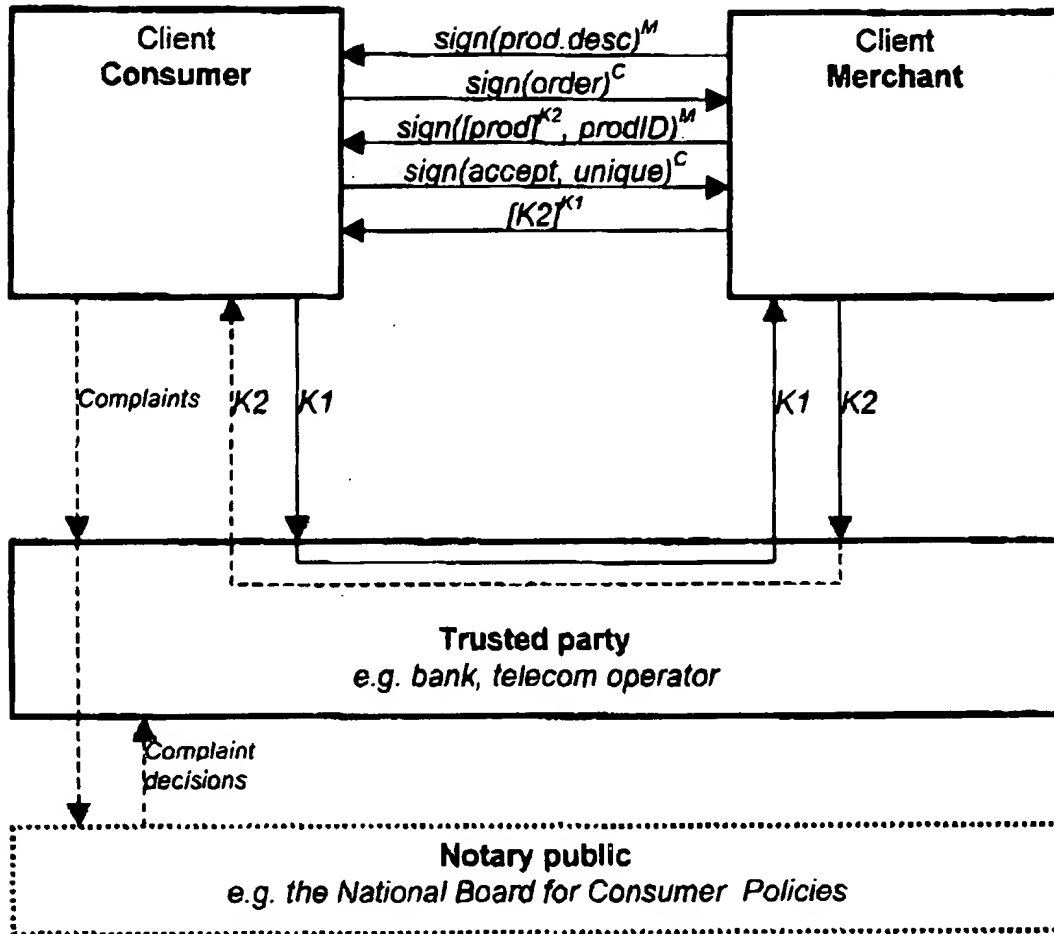 Client
Consumer
Client
Merchant
sign(prod.desc)^M
sign(order)^C
sign([prod]^K2, prodID)^M
sign(accept, unique)^C
[K2]^K1
Complaints
K2
K1
K1
K2
Trusted party
e.g. bank, telecom operator
Complaint
decisions
Notary public
e.g. the National Board for Consumer Policies